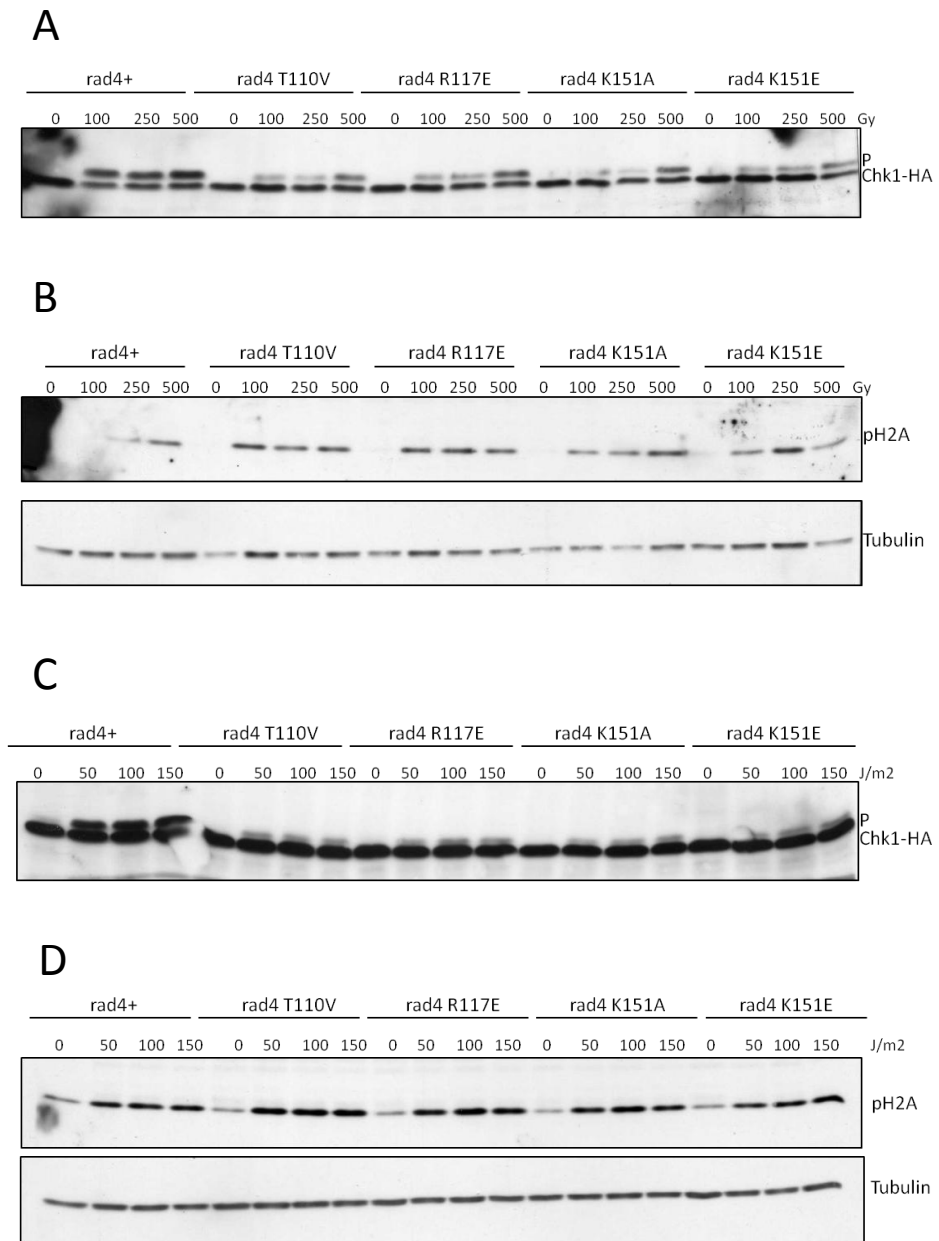 A
rad4+ rad4 T110V rad4 R117E rad4 K151A rad4 K151E
0 100 250 500 0 100 250 500 0 100 250 500 0 100 250 500 0 100 250 500 Gy
P
Chk1-HA
B
rad4+ rad4 T110V rad4 R117E rad4 K151A rad4 K151E
0 100 250 500 0 100 250 500 0 100 250 500 0 100 250 500 0 100 250 500 Gy
pH2A
Tubulin
C
rad4+ rad4 T110V rad4 R117E rad4 K151A rad4 K151E
0 50 100 150 0 50 100 150 0 50 100 150 0 50 100 150 0 50 100 150 J/m2
P
Chk1-HA
D
rad4+ rad4 T110V rad4 R117E rad4 K151A rad4 K151E
0 50 100 150 0 50 100 150 0 50 100 150 0 50 100 150 0 50 100 150 J/m2
pH2A
Tubulin